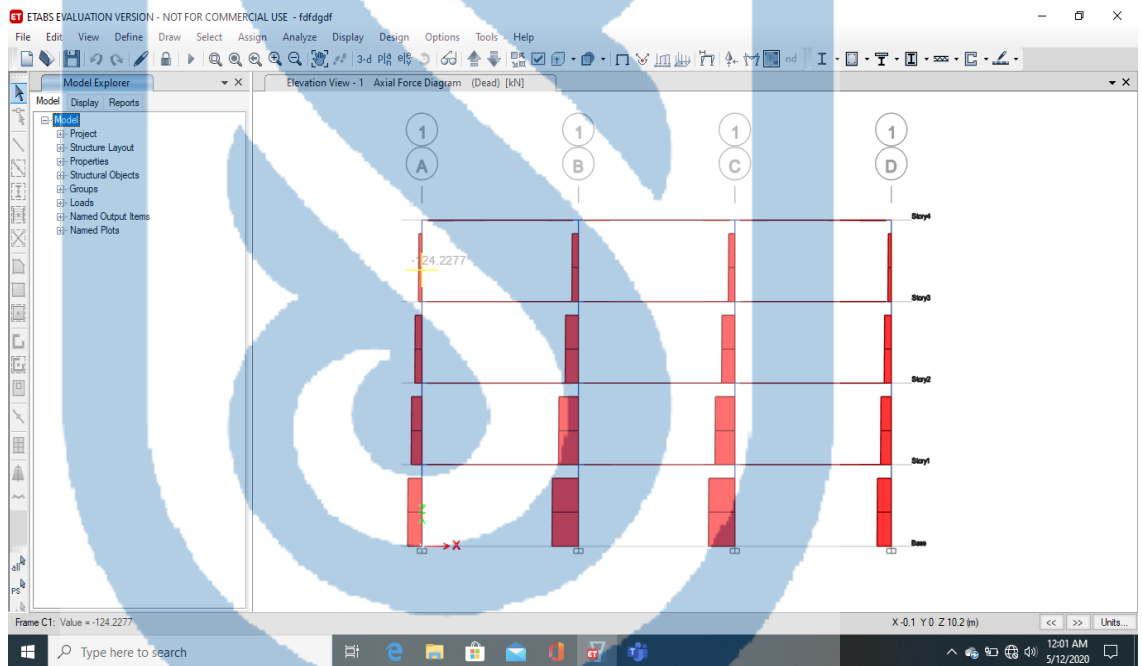 ETABS EVALUATION VERSION - NOT FOR COMMERCIAL USE - fdfdgdf
File Edit View Define Draw Select Assign Analyze Display Design Options Tools Help
3-d
nd
Model Explorer
Elevation View - 1 Axial Force Diagram (Dead) [kN]
Model Display Reports
Model
Project
Structure Layout
Properties
Structural Objects
Groups
Loads
Named Output Items
Named Plots
1 1 1 1
A B C D
Story4
-124.2277
Story3
Story2
Story1
Base
X
all
PS
Frame C1: Value = -124.2277
X -0.1 Y 0 Z 10.2 (m)
<< >> Units...
Type here to search
12:01 AM
5/12/2020